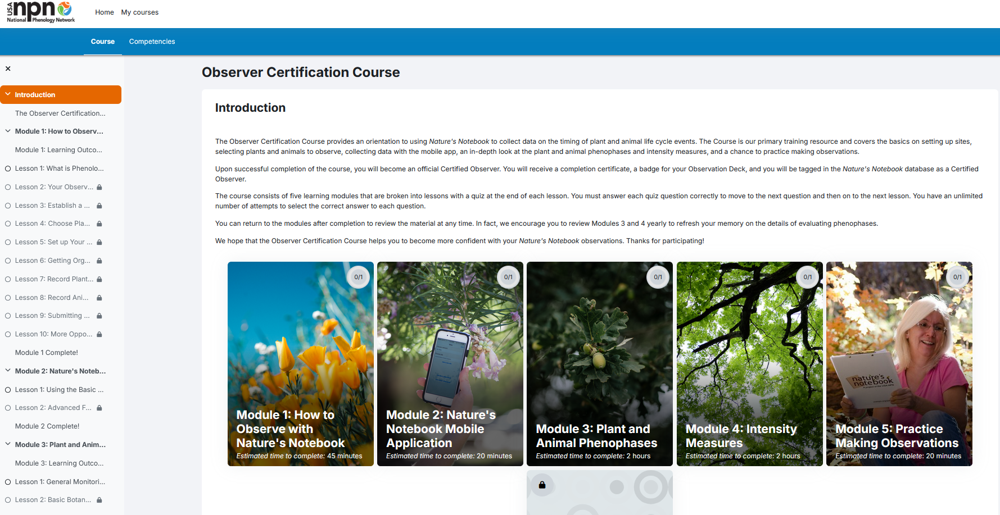 USA
npn
National Phenology Network
Home
My courses
Course
Competencies
Introduction
The Observer Certification...
Module 1: How to Observ...
Module 1: Learning Outco...
Lesson 1: What is Phenolo...
Lesson 2: Your Observ...
Lesson 3: Establish a ...
Lesson 4: Choose Pla...
Lesson 5: Set up Your ...
Lesson 6: Getting Org...
Lesson 7: Record Plant...
Lesson 8: Record Ani...
Lesson 9: Submitting ...
Lesson 10: More Oppo...
Module 1 Complete!
Module 2: Nature's Noteb...
Lesson 1: Using the Basic ...
Lesson 2: Advanced F...
Module 2 Complete!
Module 3: Plant and Anim...
Module 3: Learning Outco...
Lesson 1: General Monitori...
Lesson 2: Basic Botan...
Observer Certification Course
Introduction
The Observer Certification Course provides an orientation to using Nature's Notebook to collect data on the timing of plant and animal life cycle events. The Course is our primary training resource and covers the basics on setting up sites,
selecting plants and animals to observe, collecting data with the mobile app, an in-depth look at the plant and animal phenophases and intensity measures, and a chance to practice making observations.
Upon successful completion of the course, you will become an official Certified Observer. You will receive a completion certificate, a badge for your Observation Deck, and you will be tagged in the Nature's Notebook database as a Certified
Observer.
The course consists of five learning modules that are broken into lessons with a quiz at the end of each lesson. You must answer each quiz question correctly to move to the next question and then on to the next lesson. You have an unlimited
number of attempts to select the correct answer to each question.
You can return to the modules after completion to review the material at any time. In fact, we encourage you to review Modules 3 and 4 yearly to refresh your memory on the details of evaluating phenophases.
We hope that the Observer Certification Course helps you to become more confident with your Nature's Notebook observations. Thanks for participating!
0/1
Module 1: How to
Observe with
Nature's Notebook
Estimated time to complete: 45 minutes
0/1
Module 2: Nature's
Notebook Mobile
Application
Estimated time to complete: 20 minutes
0/1
Module 3: Plant and
Animal Phenophases
Estimated time to complete: 2 hours
0/1
Module 4: Intensity
Measures
Estimated time to complete: 2 hours
0/1
nature's
notebook
Module 5: Practice
Making Observations
Estimated time to complete: 20 minutes